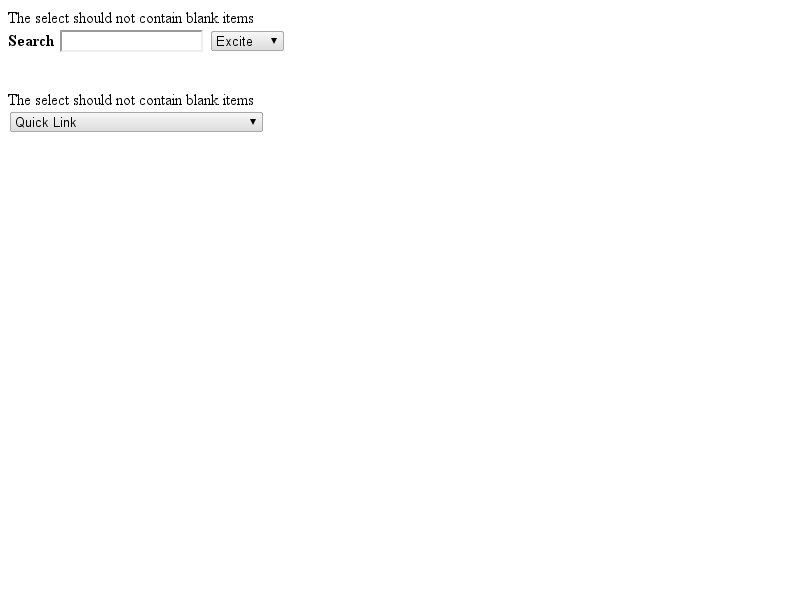 The select should not contain blank items
Search Excite
The select should not contain blank items
Quick Link